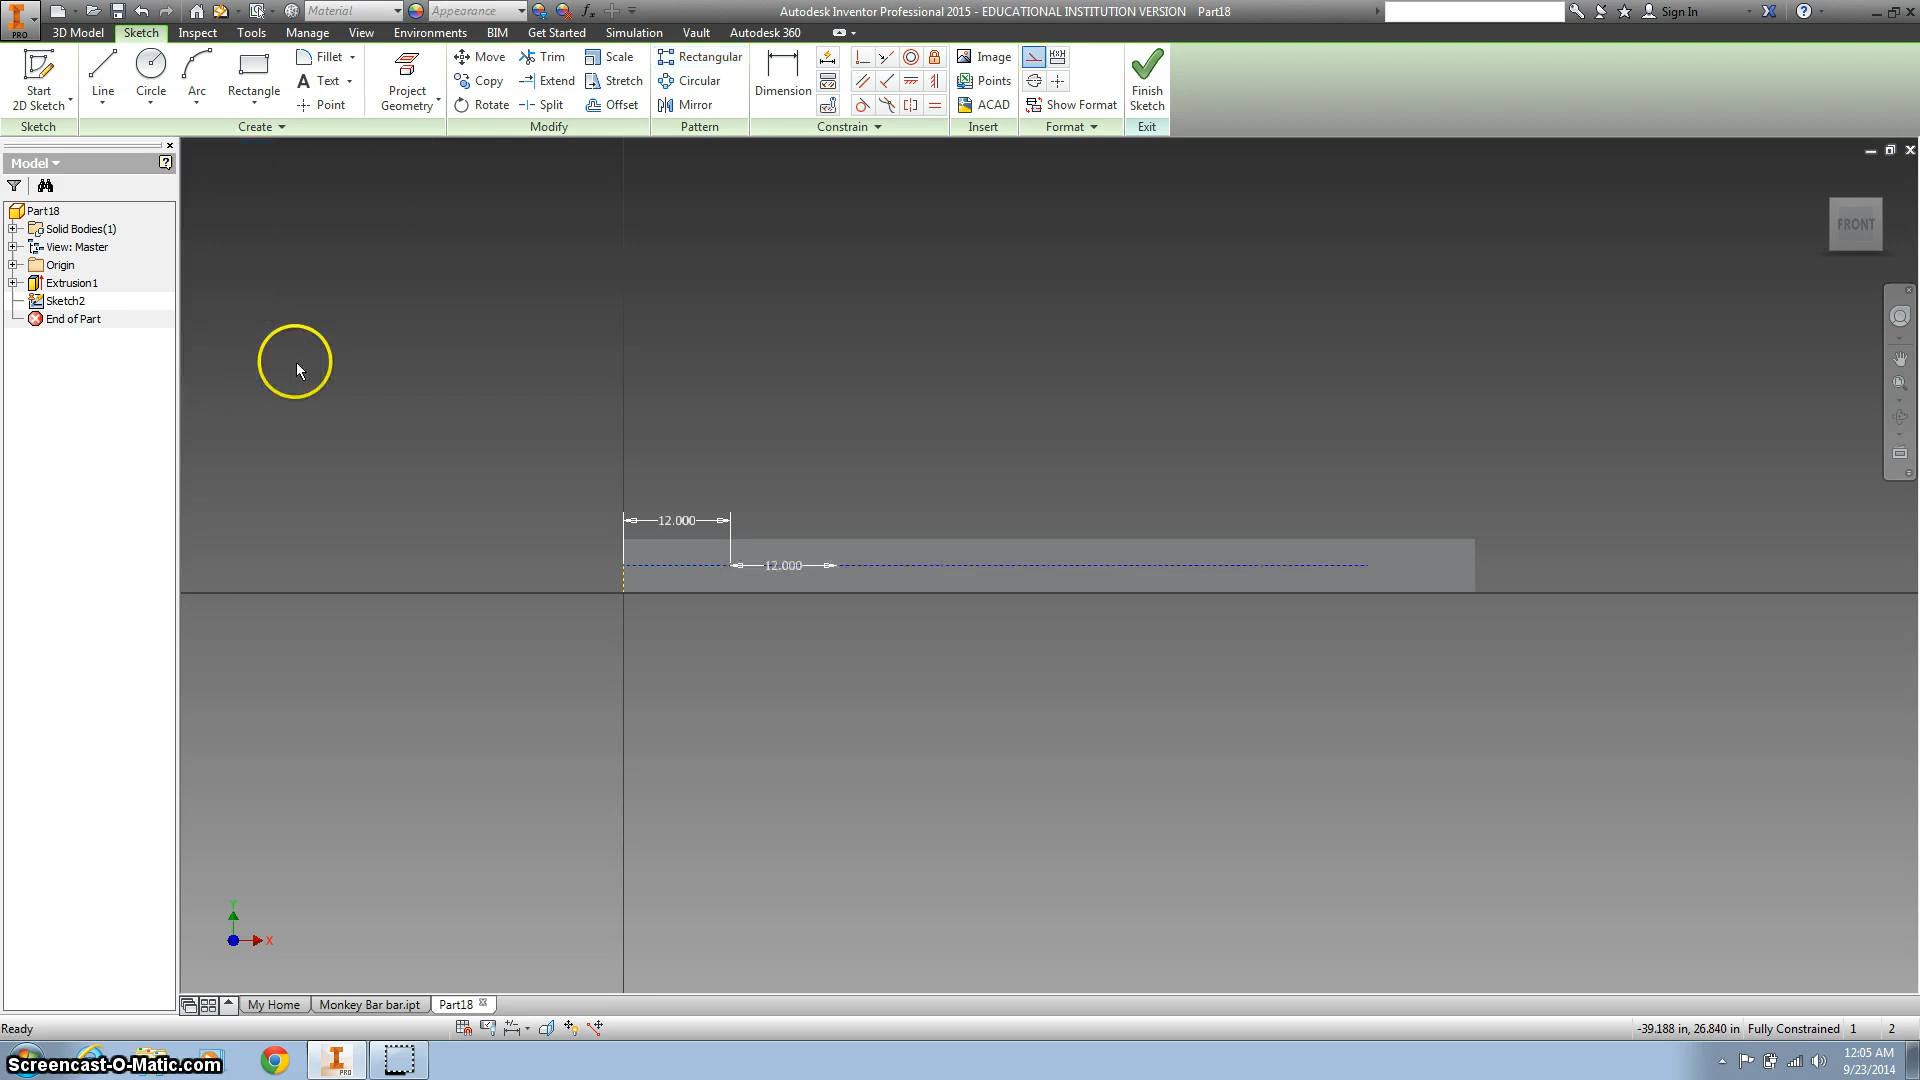 Material Appearance Autodesk Inventor Professional 2015 - EDUCATIONAL INSTITUTION VERSION Part18 Sign In
PRO 3D Model Sketch Inspect Tools Manage View Environments BIM Get Started Simulation Vault Autodesk 360
Start 2D Sketch Line Circle Arc Rectangle Fillet Text Point Project Geometry
Move Copy Rotate Trim Extend Split Scale Stretch Offset
Rectangular Circular Mirror Dimension
Image Points ACAD Show Format Finish Sketch
Sketch Create Modify Pattern Constrain Insert Format Exit
Model
Part18
Solid Bodies(1)
View: Master
Origin
Extrusion1
Sketch2
End of Part
FRONT
12.000
12.000
Y
X
My Home Monkey Bar bar.ipt Part18
Ready -39.188 in, 26.840 in Fully Constrained 1 2
Screencast-O-Matic.com PRO 12:05 AM
9/23/2014